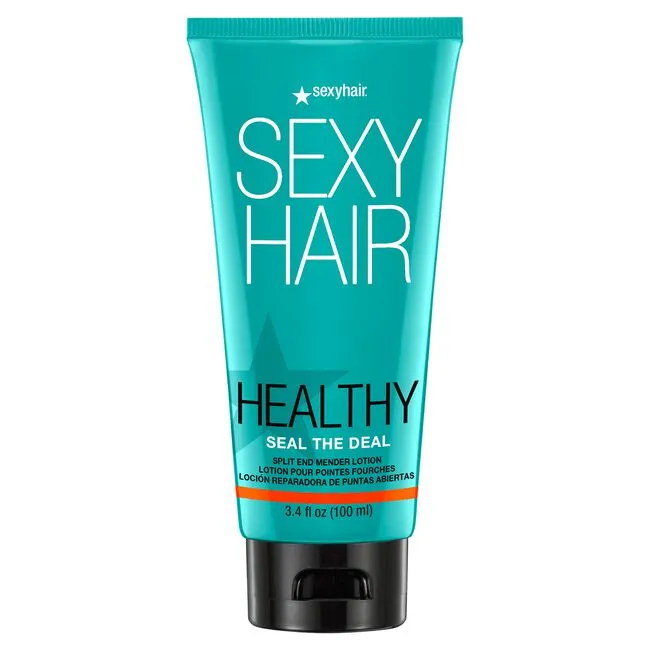 sexyhair.
SEXY
HAIR
HEALTHY
SEAL THE DEAL
SPLIT END MENDER LOTION
LOTION POUR POINTES FOURCHES
LOCIÓN REPARADORA DE PUNTAS ABIERTAS
3.4 fl oz (100 ml)